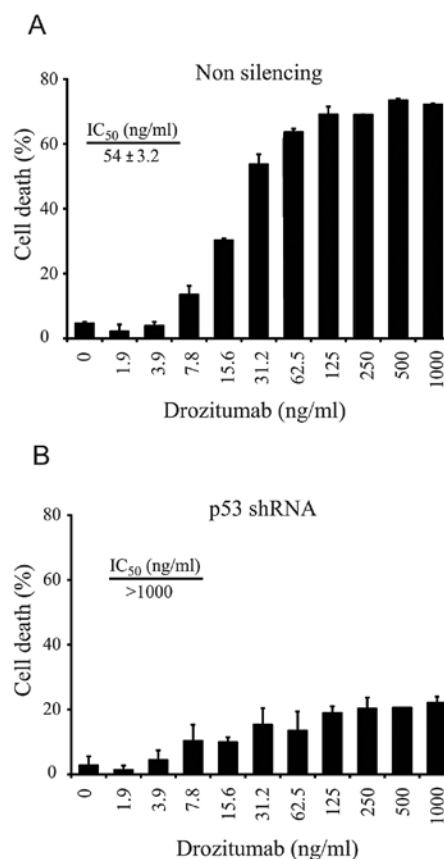 A
Non silencing
IC50 (ng/ml)
54 ± 3.2
Cell death (%)
80
60
40
20
0
0 1.9 3.9 7.8 15.6 31.2 62.5 125 250 500 1000
Drozitumab (ng/ml)
B
p53 shRNA
IC50 (ng/ml)
>1000
Cell death (%)
80
60
40
20
0
0 1.9 3.9 7.8 15.6 31.2 62.5 125 250 500 1000
Drozitumab (ng/ml)